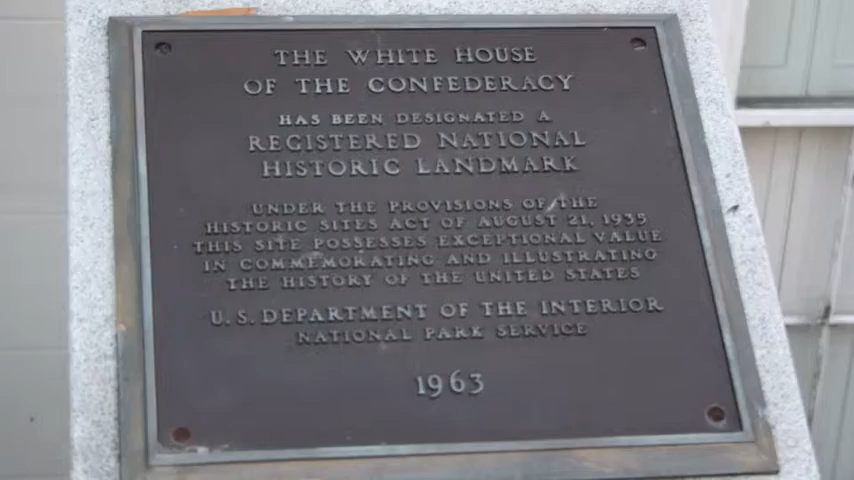 THE WHITE HOUSE
OF THE CONFEDERACY
HAS BEEN DESIGNATED A
REGISTERED NATIONAL
HISTORIC LANDMARK
UNDER THE PROVISIONS OF THE
HISTORIC SITES ACT OF AUGUST 21, 1935
THIS SITE POSSESSES EXCEPTIONAL VALUE
IN COMMEMORATING AND ILLUSTRATING
THE HISTORY OF THE UNITED STATES
U. S. DEPARTMENT OF THE INTERIOR
NATIONAL PARK SERVICE
1963